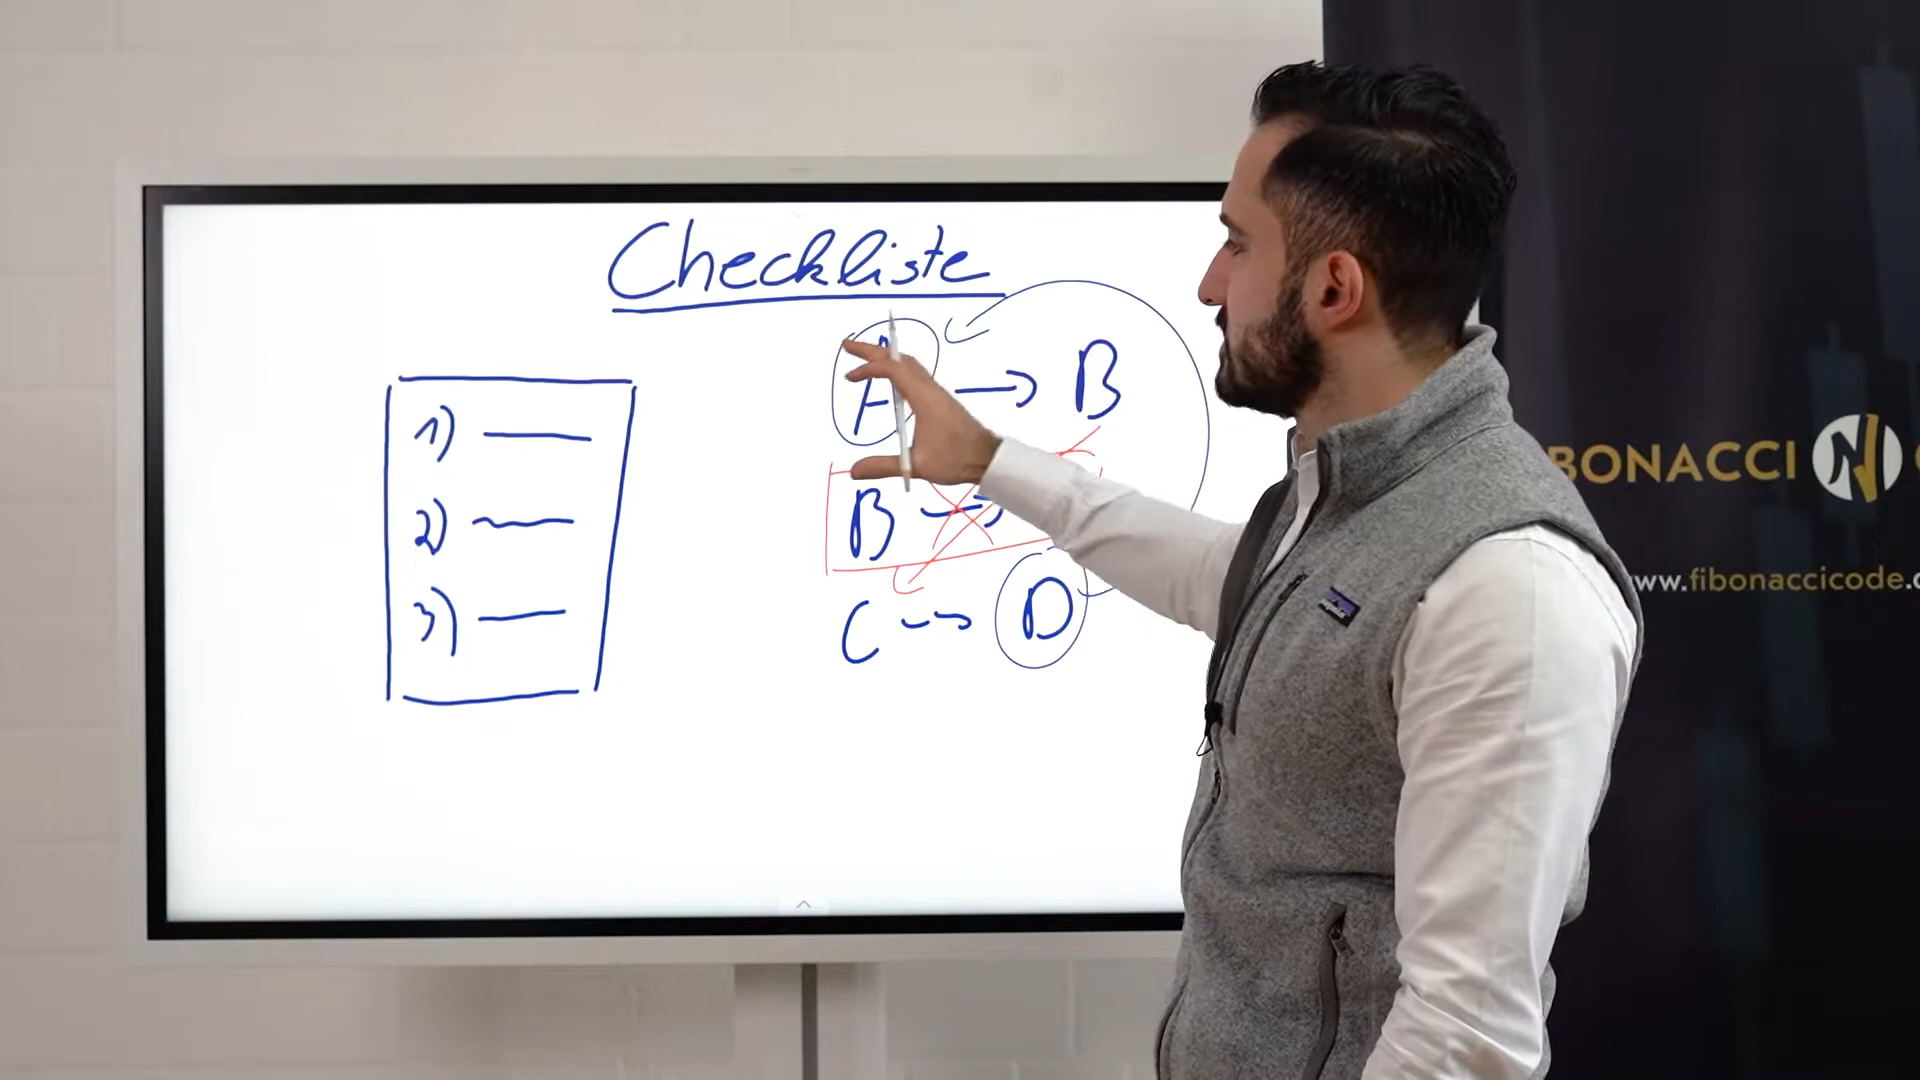 Checkliste
1)
2)
3)
A → B
B →
C → D
BONACCI
www.fibonaccicode.